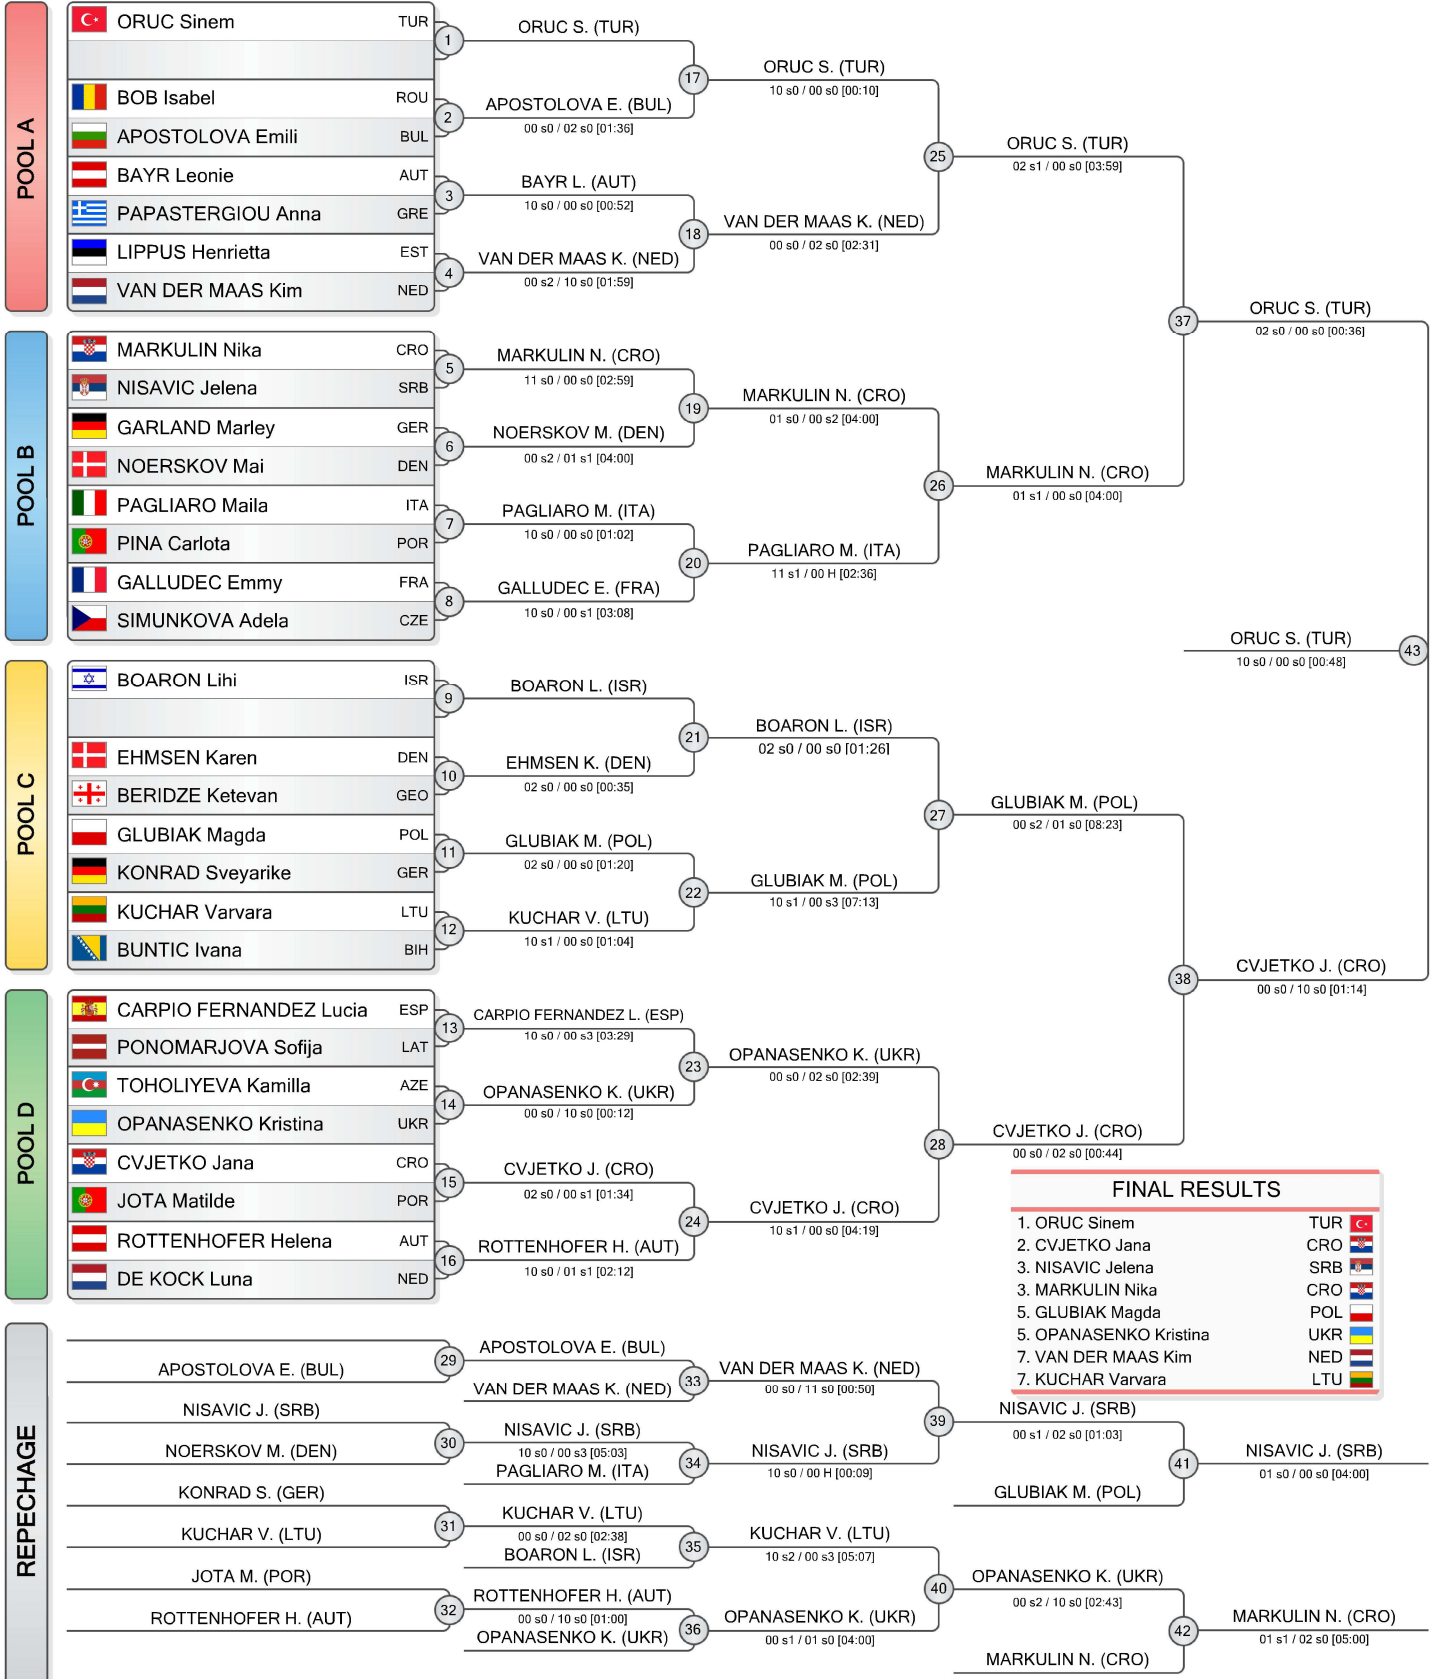 POOL A
ORUC Sinem TUR
BOB Isabel ROU
APOSTOLOVA Emili BUL
BAYR Leonie AUT
PAPASTERGIOU Anna GRE
LIPPUS Henrietta EST
VAN DER MAAS Kim NED
1
2
3
4
ORUC S. (TUR)
APOSTOLOVA E. (BUL)
00 s0 / 02 s0 [01:36]
BAYR L. (AUT)
10 s0 / 00 s0 [00:52]
VAN DER MAAS K. (NED)
00 s2 / 10 s0 [01:59]
17
18
ORUC S. (TUR)
10 s0 / 00 s0 [00:10]
VAN DER MAAS K. (NED)
00 s0 / 02 s0 [02:31]
25
ORUC S. (TUR)
02 s1 / 00 s0 [03:59]
POOL B
MARKULIN Nika CRO
NISAVIC Jelena SRB
GARLAND Marley GER
NOERSKOV Mai DEN
PAGLIARO Maila ITA
PINA Carlota POR
GALLUDEC Emmy FRA
SIMUNKOVA Adela CZE
5
6
7
8
MARKULIN N. (CRO)
11 s0 / 00 s0 [02:59]
NOERSKOV M. (DEN)
00 s2 / 01 s1 [04:00]
PAGLIARO M. (ITA)
10 s0 / 00 s0 [01:02]
GALLUDEC E. (FRA)
10 s0 / 00 s1 [03:08]
19
20
MARKULIN N. (CRO)
01 s0 / 00 s2 [04:00]
PAGLIARO M. (ITA)
11 s1 / 00 H [02:36]
26
MARKULIN N. (CRO)
01 s1 / 00 s0 [04:00]
37
ORUC S. (TUR)
02 s0 / 00 s0 [00:36]
ORUC S. (TUR)
10 s0 / 00 s0 [00:48]
43
POOL C
BOARON Lihi ISR
EHMSEN Karen DEN
BERIDZE Ketevan GEO
GLUBIAK Magda POL
KONRAD Sveyarike GER
KUCHAR Varvara LTU
BUNTIC Ivana BIH
9
10
11
12
BOARON L. (ISR)
EHMSEN K. (DEN)
02 s0 / 00 s0 [00:35]
GLUBIAK M. (POL)
02 s0 / 00 s0 [01:20]
KUCHAR V. (LTU)
10 s1 / 00 s0 [01:04]
21
22
BOARON L. (ISR)
02 s0 / 00 s0 [01:26]
GLUBIAK M. (POL)
10 s1 / 00 s3 [07:13]
27
GLUBIAK M. (POL)
00 s2 / 01 s0 [08:23]
POOL D
CARPIO FERNANDEZ Lucia ESP
PONOMARJOVA Sofija LAT
TOHOLIYEVA Kamilla AZE
OPANASENKO Kristina UKR
CVJETKO Jana CRO
JOTA Matilde POR
ROTTENHOFER Helena AUT
DE KOCK Luna NED
13
14
15
16
CARPIO FERNANDEZ L. (ESP)
10 s0 / 00 s3 [03:29]
OPANASENKO K. (UKR)
00 s0 / 10 s0 [00:12]
CVJETKO J. (CRO)
02 s0 / 00 s1 [01:34]
ROTTENHOFER H. (AUT)
10 s0 / 01 s1 [02:12]
23
24
OPANASENKO K. (UKR)
00 s0 / 02 s0 [02:39]
CVJETKO J. (CRO)
10 s1 / 00 s0 [04:19]
28
CVJETKO J. (CRO)
00 s0 / 02 s0 [00:44]
38
CVJETKO J. (CRO)
00 s0 / 10 s0 [01:14]
FINAL RESULTS
1. ORUC Sinem TUR
2. CVJETKO Jana CRO
3. NISAVIC Jelena SRB
3. MARKULIN Nika CRO
5. GLUBIAK Magda POL
5. OPANASENKO Kristina UKR
7. VAN DER MAAS Kim NED
7. KUCHAR Varvara LTU
REPECHAGE
APOSTOLOVA E. (BUL)
NISAVIC J. (SRB)
NOERSKOV M. (DEN)
KONRAD S. (GER)
KUCHAR V. (LTU)
JOTA M. (POR)
ROTTENHOFER H. (AUT)
29
30
31
32
APOSTOLOVA E. (BUL)
VAN DER MAAS K. (NED)
NISAVIC J. (SRB)
10 s0 / 00 s3 [05:03]
PAGLIARO M. (ITA)
KUCHAR V. (LTU)
00 s0 / 02 s0 [02:38]
BOARON L. (ISR)
ROTTENHOFER H. (AUT)
00 s0 / 10 s0 [01:00]
OPANASENKO K. (UKR)
33
34
35
36
VAN DER MAAS K. (NED)
00 s0 / 11 s0 [00:50]
NISAVIC J. (SRB)
10 s0 / 00 H [00:09]
KUCHAR V. (LTU)
10 s2 / 00 s3 [05:07]
OPANASENKO K. (UKR)
00 s1 / 01 s0 [04:00]
39
40
NISAVIC J. (SRB)
00 s1 / 02 s0 [01:03]
GLUBIAK M. (POL)
OPANASENKO K. (UKR)
00 s2 / 10 s0 [02:43]
MARKULIN N. (CRO)
41
42
NISAVIC J. (SRB)
01 s0 / 00 s0 [04:00]
MARKULIN N. (CRO)
01 s1 / 02 s0 [05:00]